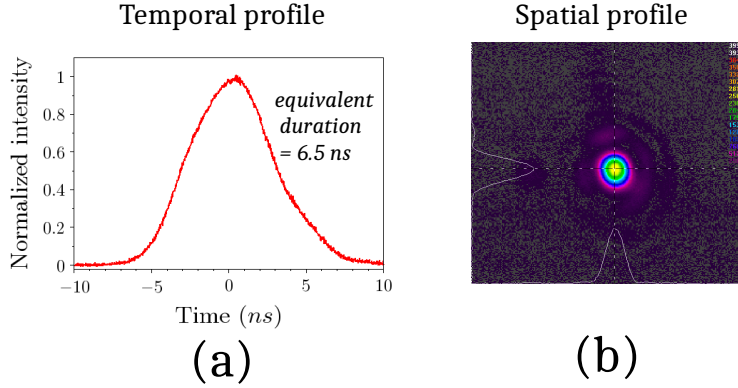 Temporal profile
Spatial profile
Normalized intensity
1
0.8
0.6
0.4
0.2
0
equivalent
duration
= 6.5 ns
−10
−5
0
5
10
Time (ns)
(a)
(b)